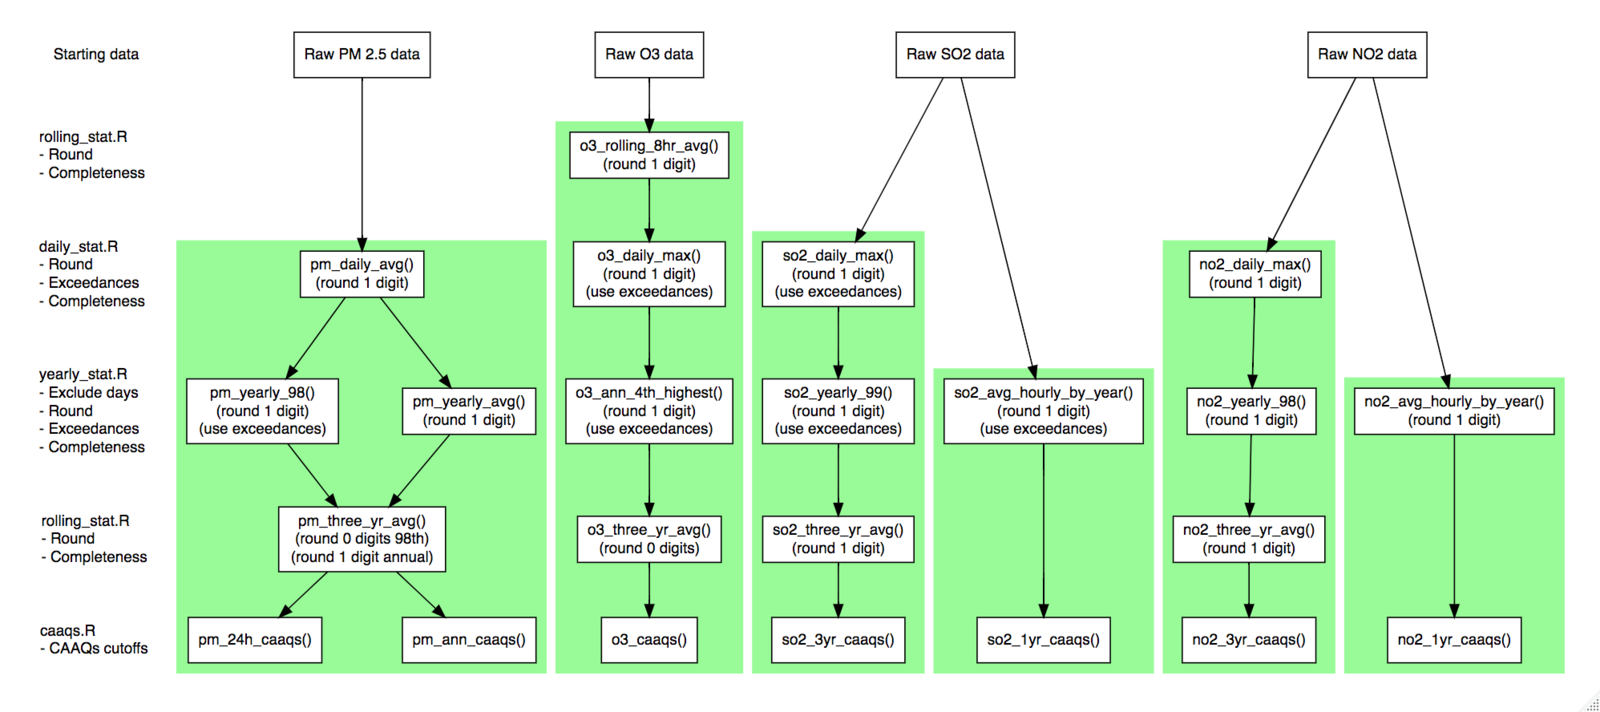 Starting data
Raw PM 2.5 data
Raw O3 data
Raw SO2 data
Raw NO2 data
rolling_stat.R
- Round
- Completeness
o3_rolling_8hr_avg()
(round 1 digit)
daily_stat.R
- Round
- Exceedances
- Completeness
pm_daily_avg()
(round 1 digit)
o3_daily_max()
(round 1 digit)
(use exceedances)
so2_daily_max()
(round 1 digit)
(use exceedances)
no2_daily_max()
(round 1 digit)
yearly_stat.R
- Exclude days
- Round
- Exceedances
- Completeness
pm_yearly_98()
(round 1 digit)
(use exceedances)
pm_yearly_avg()
(round 1 digit)
o3_ann_4th_highest()
(round 1 digit)
(use exceedances)
so2_yearly_99()
(round 1 digit)
(use exceedances)
so2_avg_hourly_by_year()
(round 1 digit)
(use exceedances)
no2_yearly_98()
(round 1 digit)
no2_avg_hourly_by_year()
(round 1 digit)
rolling_stat.R
- Round
- Completeness
pm_three_yr_avg()
(round 0 digits 98th)
(round 1 digit annual)
o3_three_yr_avg()
(round 0 digits)
so2_three_yr_avg()
(round 1 digit)
no2_three_yr_avg()
(round 1 digit)
caaqs.R
- CAAQs cutoffs
pm_24h_caaqs()
pm_ann_caaqs()
o3_caaqs()
so2_3yr_caaqs()
so2_1yr_caaqs()
no2_3yr_caaqs()
no2_1yr_caaqs()